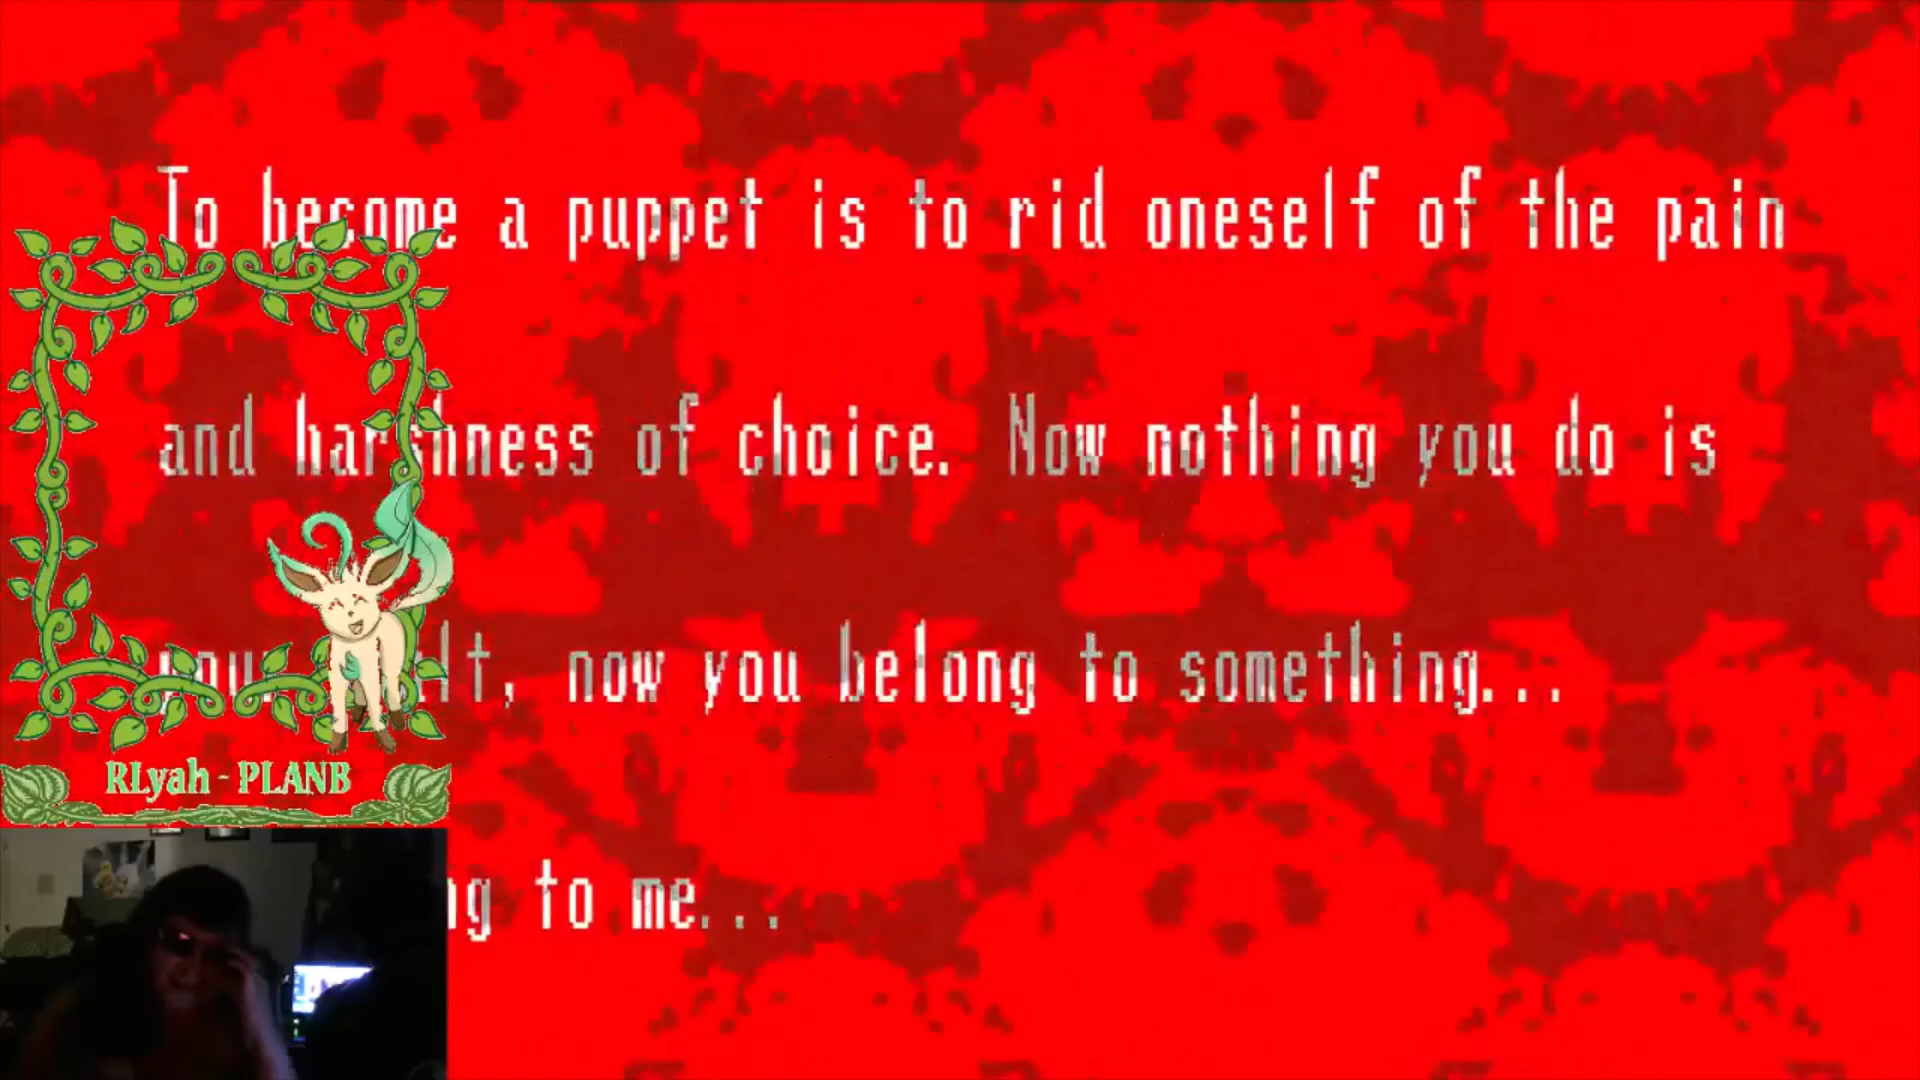 To become a puppet is to rid oneself of the pain
and harshness of choice. Now nothing you do is
now you belong to something...
to me...
RLyah - PLANB